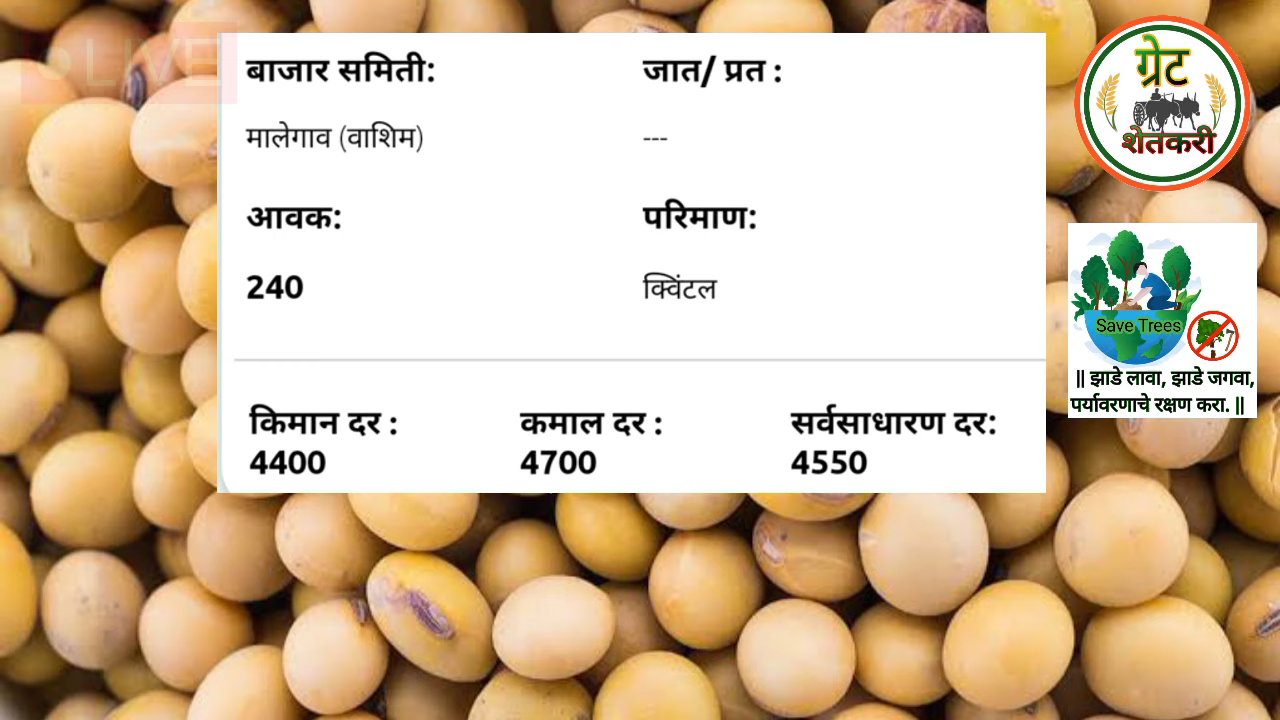 LIVE
बाजार समिती:
जात/ प्रत :
मालेगाव (वाशिम)
---
आवक:
परिमाण:
240
क्विंटल
किमान दर :
कमाल दर :
सर्वसाधारण दर:
4400
4700
4550
ग्रेट
शेतकरी
Save Trees
|| झाडे लावा, झाडे जगवा,
पर्यावरणाचे रक्षण करा. ||